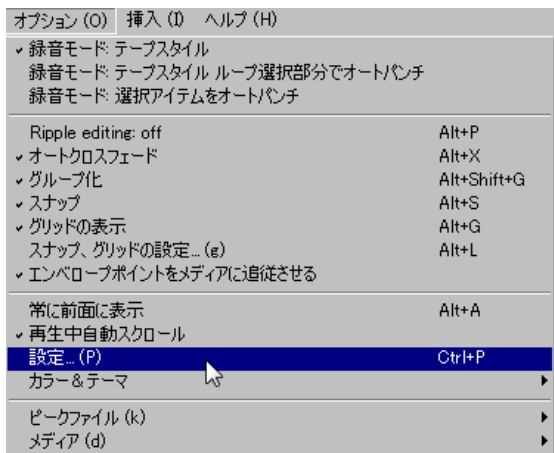 オプション (O) 挿入 (I) ヘルプ (H)
録音モード: テープスタイル
録音モード: テープスタイル ループ選択部分でオートパンチ
録音モード: 選択アイテムをオートパンチ
Ripple editing: off Alt+P
オートクロスフェード Alt+X
グループ化 Alt+Shift+G
スナップ Alt+S
グリッドの表示 Alt+G
スナップ、グリッドの設定... (g) Alt+L
エンベロープポイントをメディアに追従させる
常に前面に表示 Alt+A
再生中自動スクロール
設定... (P) Ctrl+P
カラー＆テーマ
ピークファイル (k)
メディア (d)